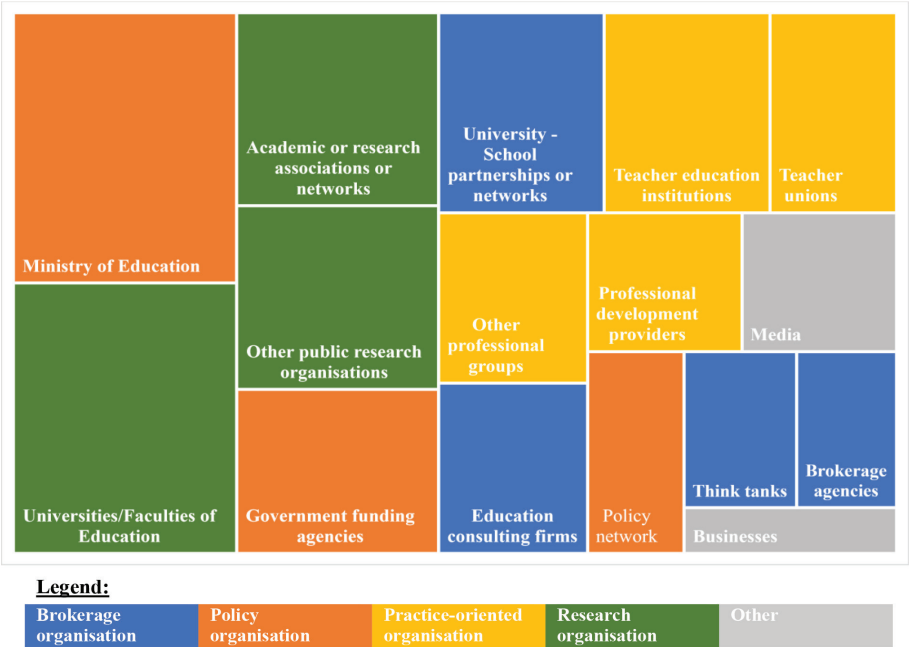 Ministry of Education
Universities/Faculties of
Education
Academic or research
associations or
networks
Other public research
organisations
Government funding
agencies
University -
School
partnerships or
networks
Teacher education
institutions
Teacher
unions
Other
professional
groups
Professional
development
providers
Media
Education
consulting firms
Policy
network
Think tanks
Brokerage
agencies
Businesses
Legend:
Brokerage
organisation
Policy
organisation
Practice-oriented
organisation
Research
organisation
Other